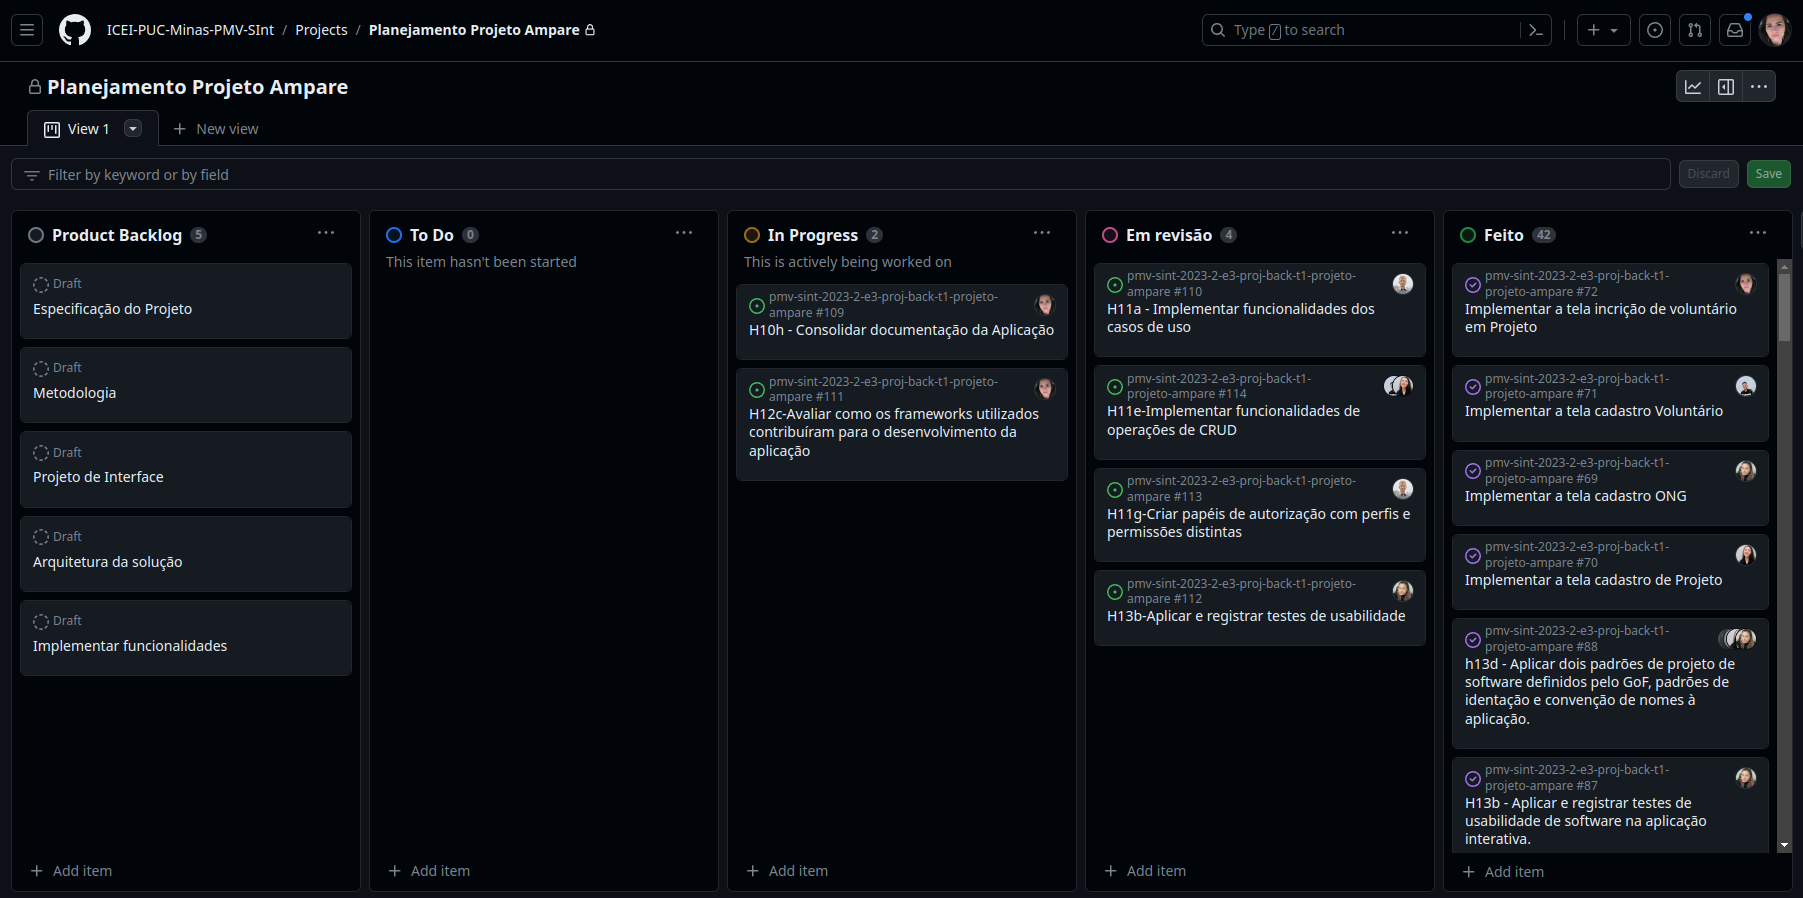 ICEI-PUC-Minas-PMV-SInt / Projects / Planejamento Projeto Ampare
Type / to search
Planejamento Projeto Ampare
View 1
New view
Filter by keyword or by field
Discard
Save
Product Backlog 5
Draft
Especificação do Projeto
Draft
Metodologia
Draft
Projeto de Interface
Draft
Arquitetura da solução
Draft
Implementar funcionalidades
Add item
To Do 0
This item hasn't been started
Add item
In Progress 2
This is actively being worked on
pmv-sint-2023-2-e3-proj-back-t1-projeto-
ampare #109
H10h - Consolidar documentação da Aplicação
pmv-sint-2023-2-e3-proj-back-t1-projeto-
ampare #111
H12c-Avaliar como os frameworks utilizados
contribuíram para o desenvolvimento da
aplicação
Add item
Em revisão 4
pmv-sint-2023-2-e3-proj-back-t1-projeto-
ampare #110
H11a - Implementar funcionalidades dos
casos de uso
pmv-sint-2023-2-e3-proj-back-t1-
projeto-ampare #114
H11e-Implementar funcionalidades de
operações de CRUD
pmv-sint-2023-2-e3-proj-back-t1-projeto-
ampare #113
H11g-Criar papéis de autorização com perfis e
permissões distintas
pmv-sint-2023-2-e3-proj-back-t1-projeto-
ampare #112
H13b-Aplicar e registrar testes de usabilidade
Add item
Feito 42
pmv-sint-2023-2-e3-proj-back-t1-
projeto-ampare #72
Implementar a tela incrição de voluntário
em Projeto
pmv-sint-2023-2-e3-proj-back-t1-
projeto-ampare #71
Implementar a tela cadastro Voluntário
pmv-sint-2023-2-e3-proj-back-t1-
projeto-ampare #69
Implementar a tela cadastro ONG
pmv-sint-2023-2-e3-proj-back-t1-
projeto-ampare #70
Implementar a tela cadastro de Projeto
pmv-sint-2023-2-e3-proj-back-t1-
projeto-ampare #88
h13d - Aplicar dois padrões de projeto de
software definidos pelo GoF, padrões de
identação e convenção de nomes à
aplicação.
pmv-sint-2023-2-e3-proj-back-t1-
projeto-ampare #87
H13b - Aplicar e registrar testes de
usabilidade de software na aplicação
interativa.
Add item